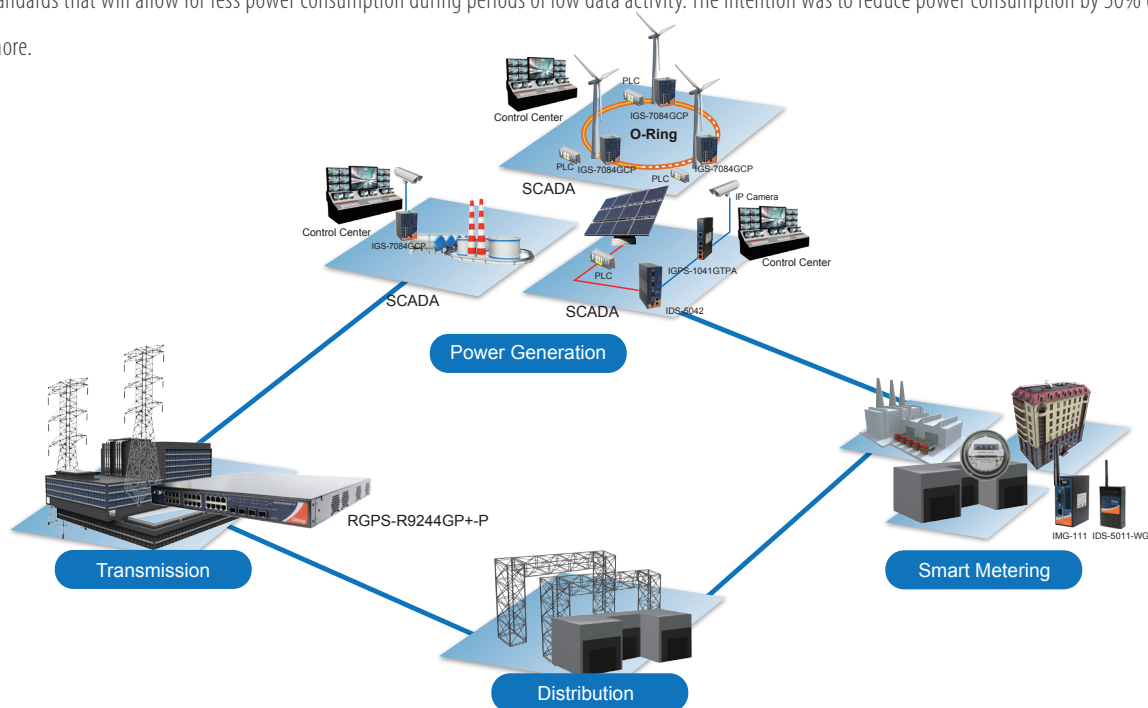 andards that will allow for less power consumption during periods of low data activity. The intention was to reduce power consumption by 50%
ore.
PLC
Control Center
IGS-7084GCP
O-Ring
PLC
IGS-7084GCP
IGS-7084GCP
PLC
SCADA
IP Camera
Control Center
IGS-7084GCP
IGPS-1041GTPA
Control Center
PLC
SCADA
IDS-5042
SCADA
Power Generation
RGPS-R9244GP+-P
IMG-111
IDS-5011-WG
Transmission
Smart Metering
Distribution